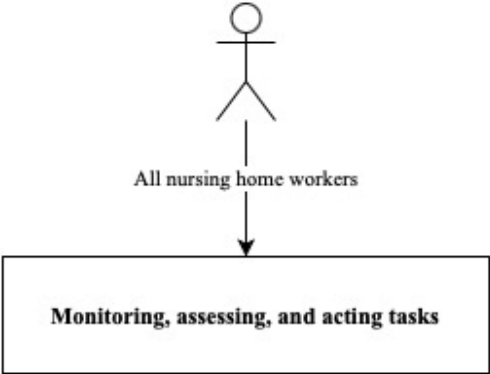 All nursing home workers
Monitoring, assessing, and acting tasks